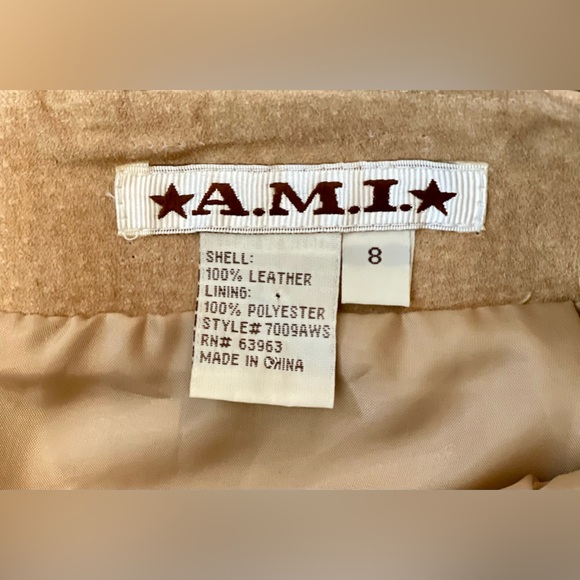 ★A.M.I.★
8
SHELL:
100% LEATHER
LINING:
100% POLYESTER
STYLE# 7009AWS
RN# 63963
MADE IN CHINA